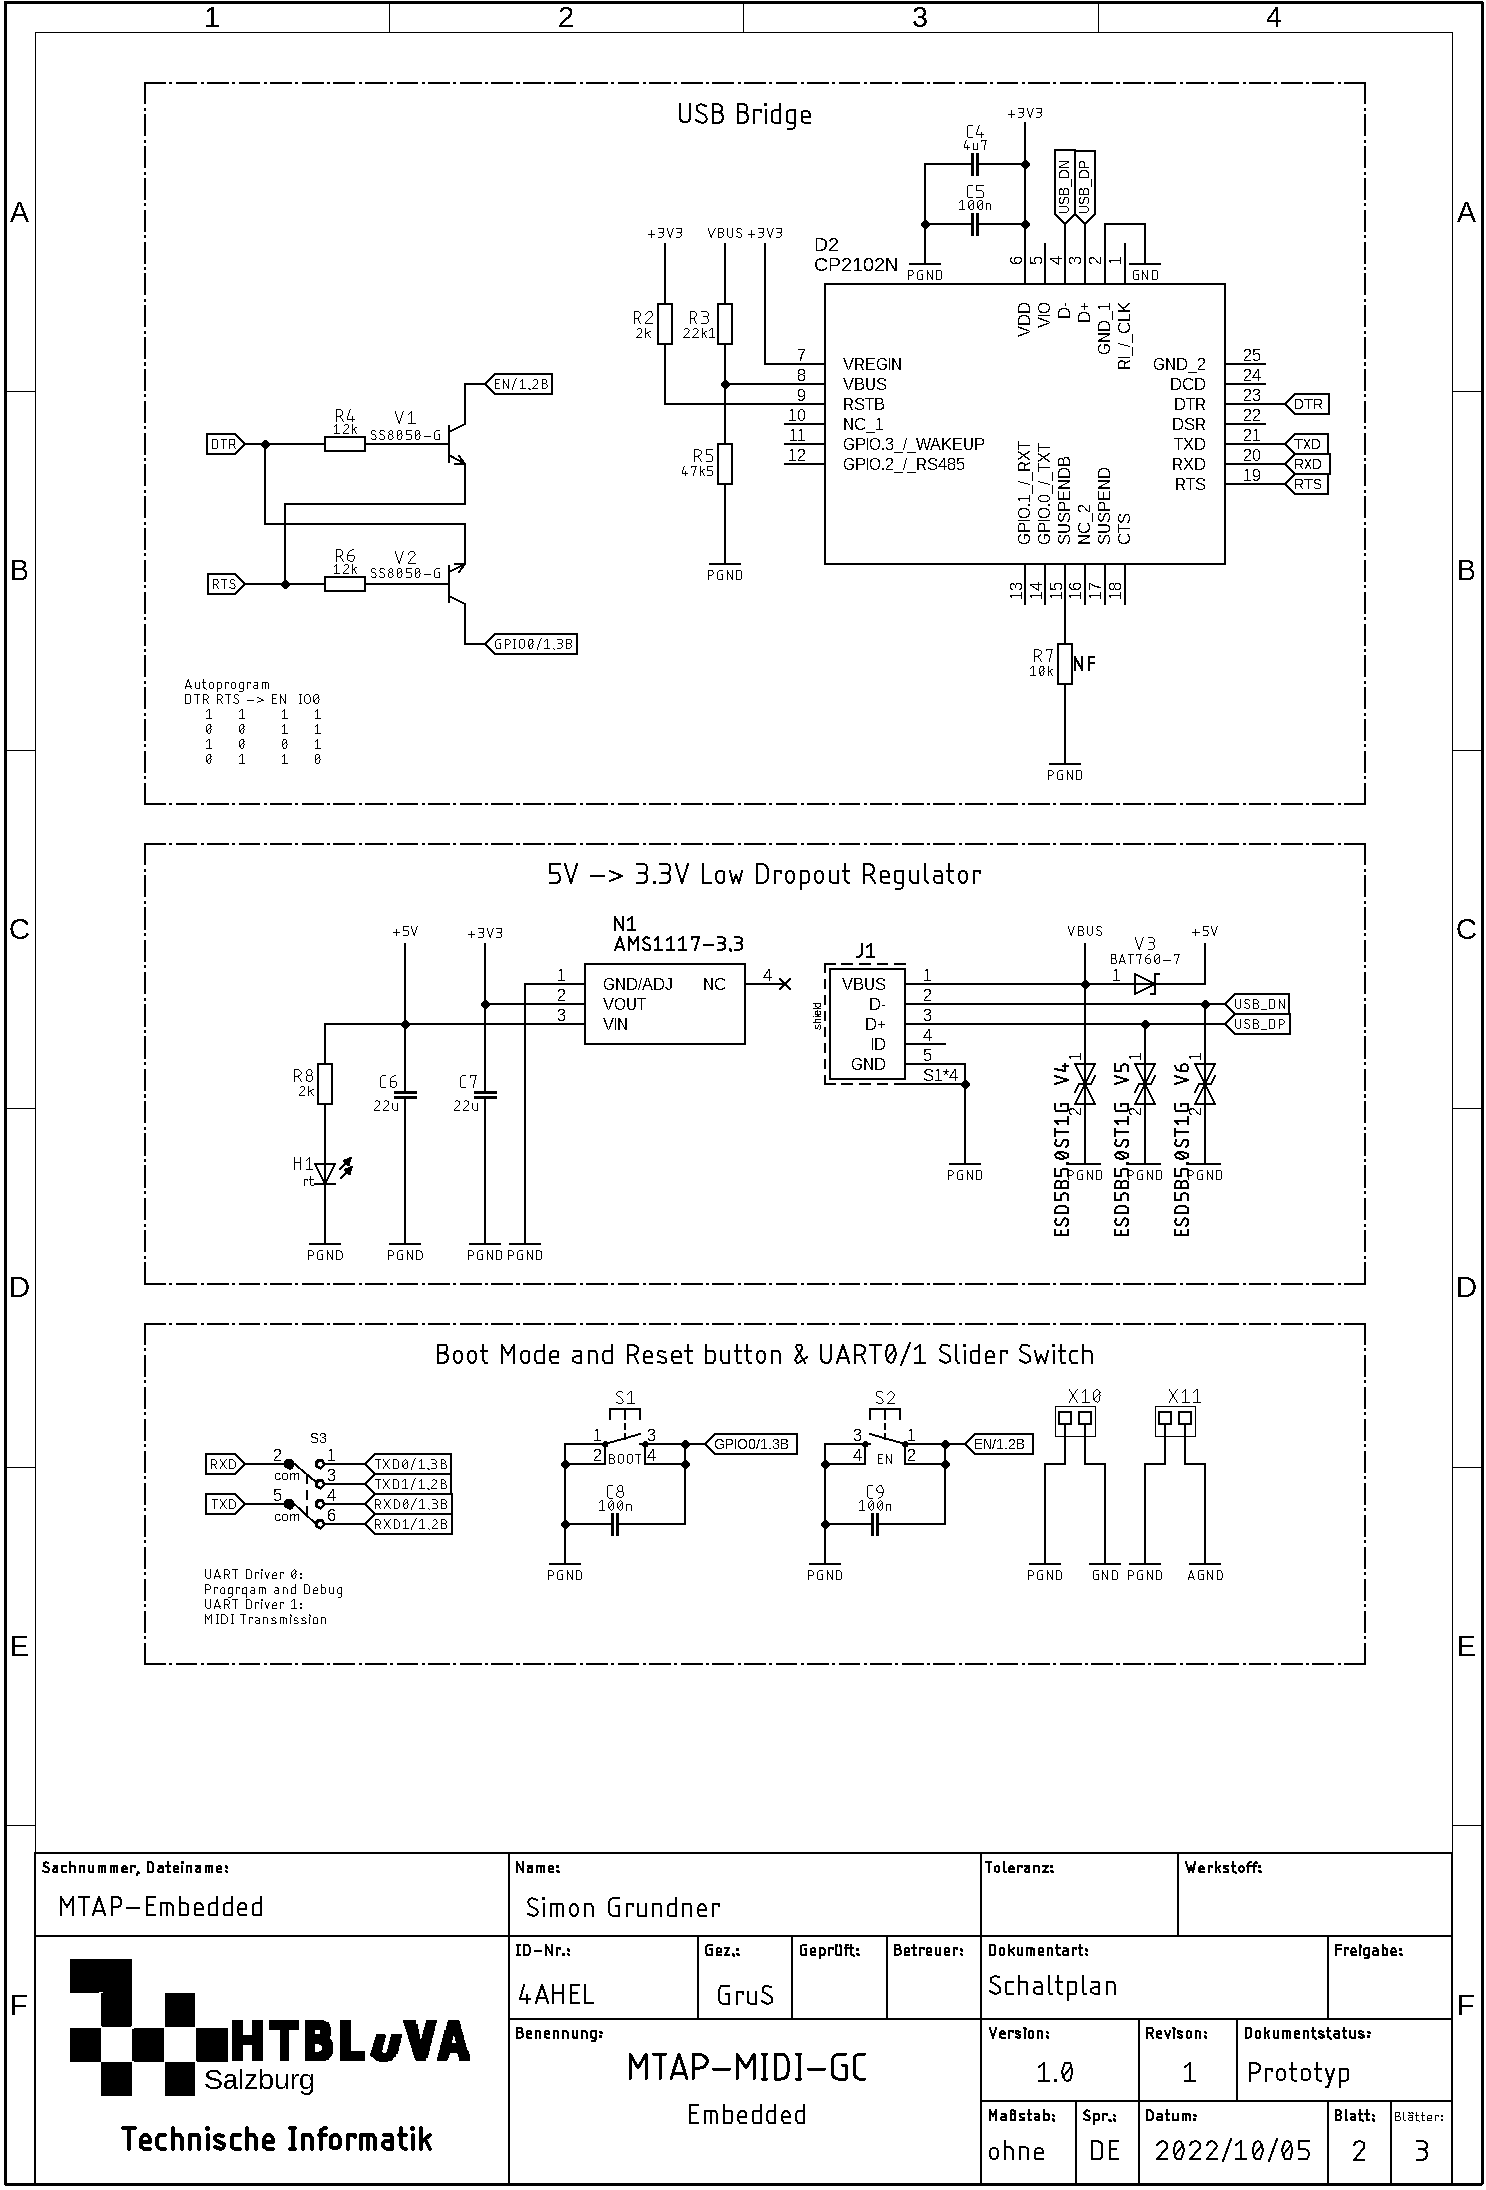 1 2 3 4
A A
B B
C C
D D
E E
F F
USB Bridge
+3V3
C4
4u7
C5
100n
USB_DN
USB_DP
PGND
GND
+3V3 VBUS +3V3
D2
CP2102N
6 5 4 3 2 1
VDD
VIO
D-
D+
GND_1
RI_/_CLK
R2
2k
R3
22k1
7 VREGIN
8 VBUS
9 RSTB
10 NC_1
11 GPIO.3_/_WAKEUP
12 GPIO.2_/_RS485
GND_2 25
DCD 24
DTR 23 DTR
DSR 22
TXD 21 TXD
RXD 20 RXD
RTS 19 RTS
GPIO.1_/_RXT
GPIO.0_/_TXT
SUSPENDB
NC_2
SUSPEND
CTS
13 14 15 16 17 18
R5
47k5
PGND
R7
10k
NF
PGND
EN/1.2B
DTR
R4
12k
V1
SS8050-G
RTS
R6
12k
V2
SS8050-G
GPIO0/1.3B
Autoprogram
DTR RTS -> EN IO0
1 1 1 1
0 0 1 1
1 0 0 1
0 1 1 0
5V -> 3.3V Low Dropout Regulator
+5V
+3V3
N1
AMS1117-3.3
1 GND/ADJ NC 4
2 VOUT
3 VIN
R8
2k
C6
22u
C7
22u
H1
rt
PGND PGND PGND PGND
J1
shield
VBUS 1
D- 2
D+ 3
ID 4
GND 5
S1*4
PGND
VBUS
V3
BAT760-7
1
+5V
USB_DN
USB_DP
V4 1
2
ESD5B5.0ST1G
PGND
V5 1
2
ESD5B5.0ST1G
PGND
V6 1
2
ESD5B5.0ST1G
PGND
Boot Mode and Reset button & UART0/1 Slider Switch
S3
RXD 2 1 TXD0/1.3B
com 3 TXD1/1.2B
TXD 5 4 RXD0/1.3B
com 6 RXD1/1.2B
UART Driver 0:
Progrqam and Debug
UART Driver 1:
MIDI Transmission
S1
1 3 GPIO0/1.3B
2 BOOT 4
C8
100n
PGND
S2
3 1 EN/1.2B
4 EN 2
C9
100n
PGND
X10 X11
PGND GND PGND AGND
Sachnummer, Dateiname:
MTAP-Embedded
Name:
Simon Grundner
Toleranz:
Werkstoff:
ID-Nr.:
4AHEL
Gez.:
GruS
Geprüft:
Betreuer:
Dokumentart:
Schaltplan
Freigabe:
HTBLuVA
Salzburg
Technische Informatik
Benennung:
MTAP-MIDI-GC
Embedded
Version:
1.0
Revison:
1
Dokumentstatus:
Prototyp
Maßstab:
ohne
Spr.:
DE
Datum:
2022/10/05
Blatt:
2
Blätter:
3